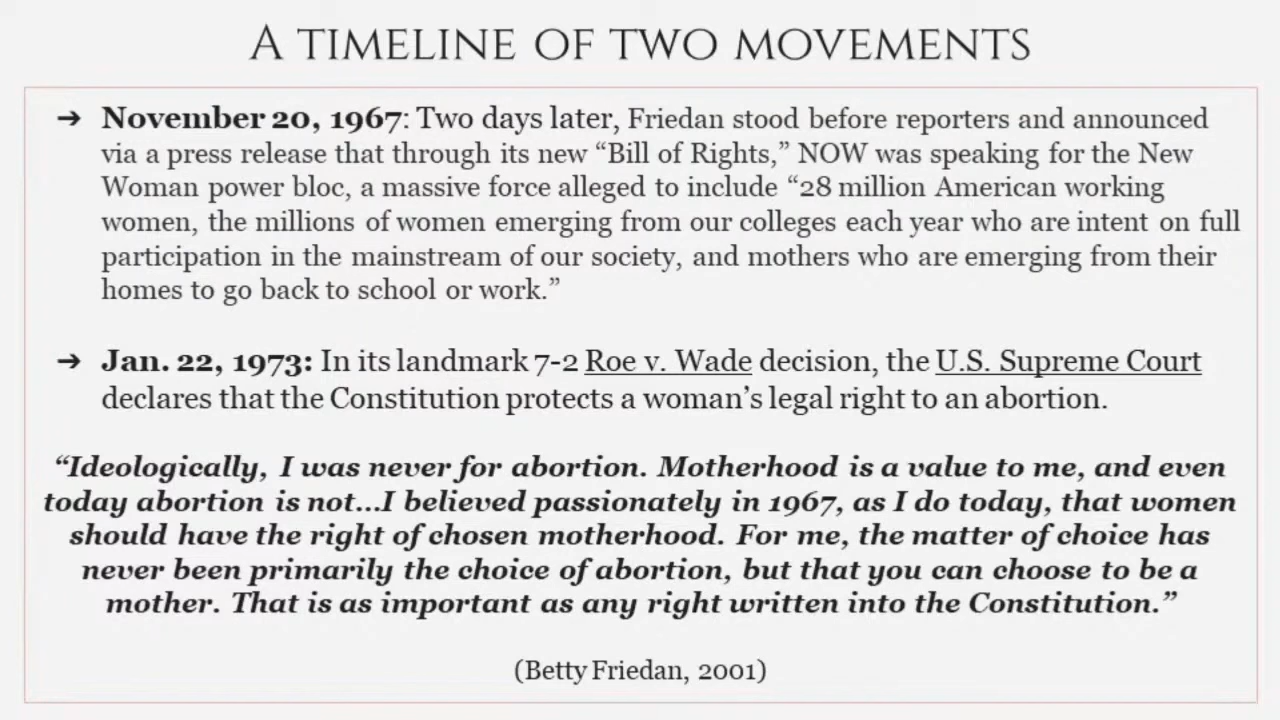 A TIMELINE OF TWO MOVEMENTS
➔ November 20, 1967: Two days later, Friedan stood before reporters and announced
via a press release that through its new “Bill of Rights,” NOW was speaking for the New
Woman power bloc, a massive force alleged to include “28 million American working
women, the millions of women emerging from our colleges each year who are intent on full
participation in the mainstream of our society, and mothers who are emerging from their
homes to go back to school or work.”
➔ Jan. 22, 1973: In its landmark 7-2 Roe v. Wade decision, the U.S. Supreme Court
declares that the Constitution protects a woman’s legal right to an abortion.
“Ideologically, I was never for abortion. Motherhood is a value to me, and even
today abortion is not...I believed passionately in 1967, as I do today, that women
should have the right of chosen motherhood. For me, the matter of choice has
never been primarily the choice of abortion, but that you can choose to be a
mother. That is as important as any right written into the Constitution.”
(Betty Friedan, 2001)